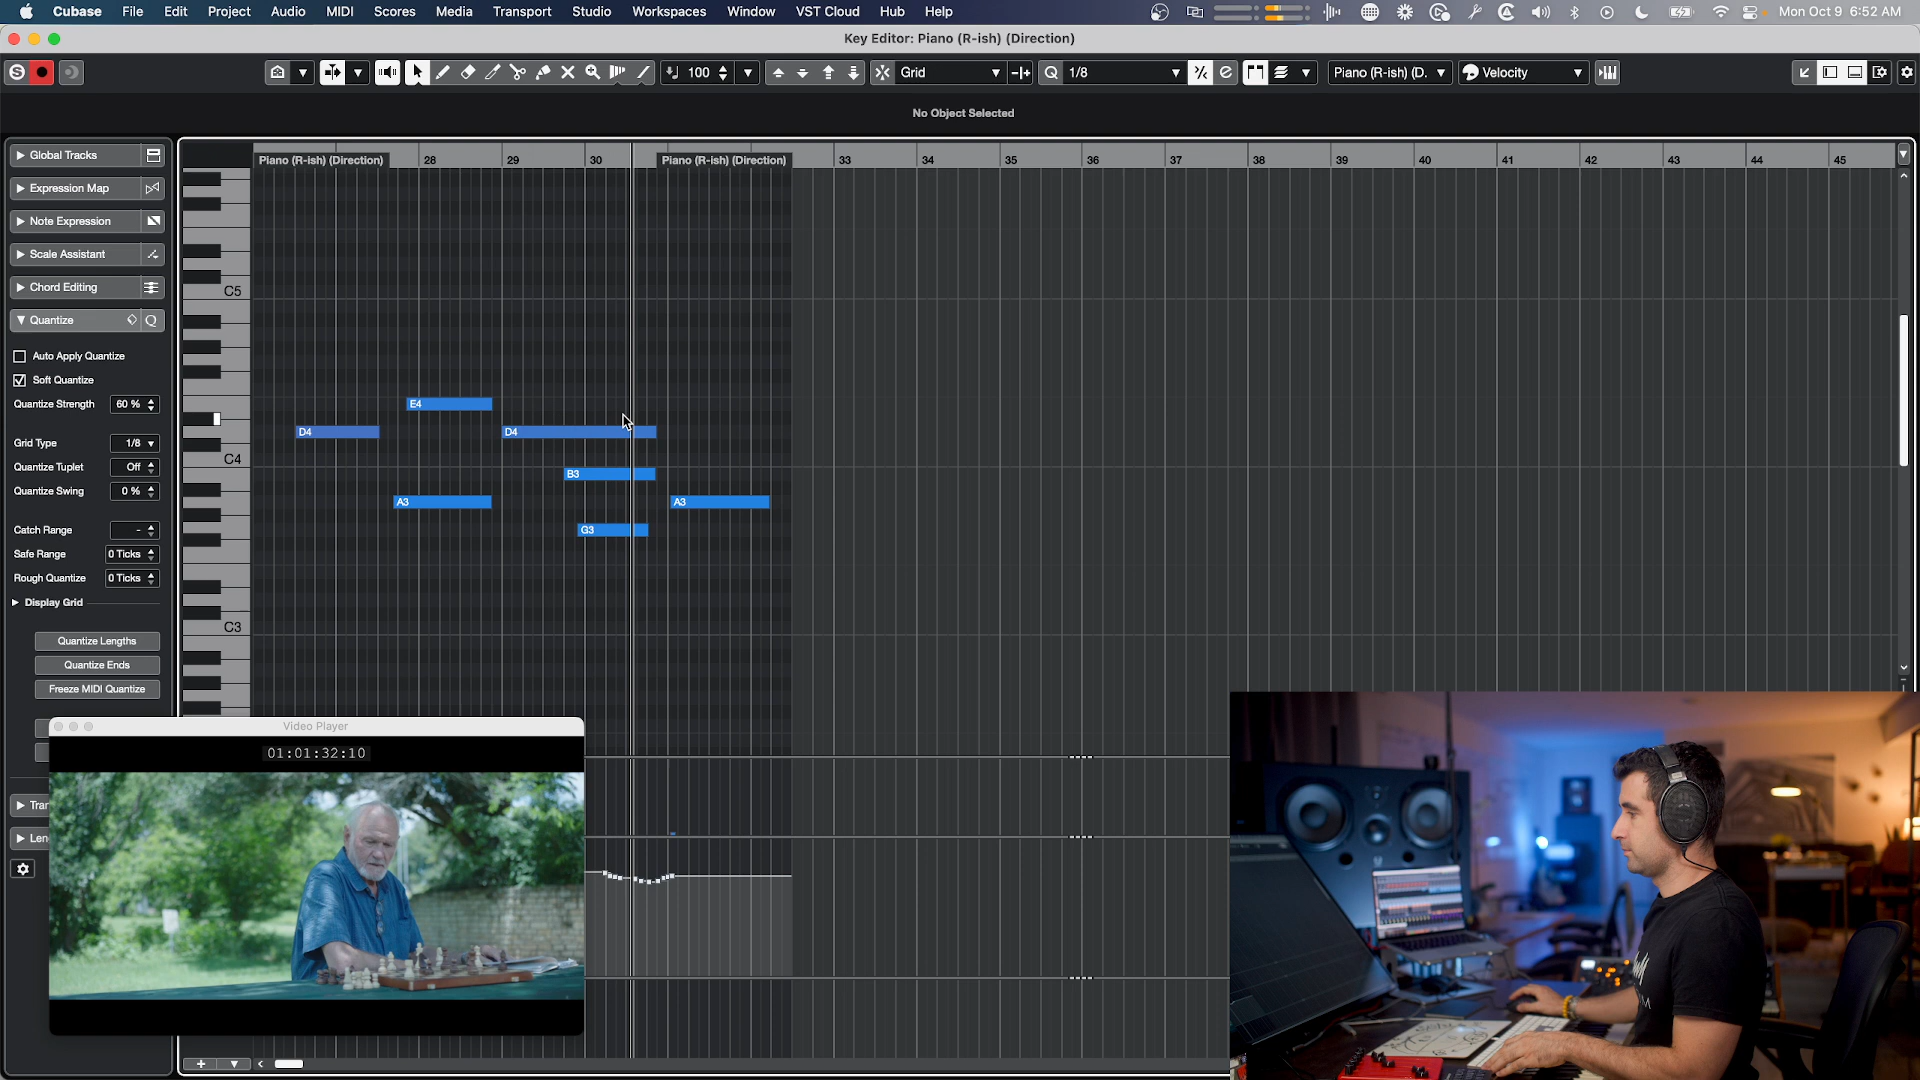 Cubase File Edit Project Audio MIDI Scores Media Transport Studio Workspaces Window VST Cloud Hub Help Mon Oct 9 6:52 AM
Key Editor: Piano (R-ish) (Direction)
S 100 Grid Q 1/8 Piano (R-ish) (D. Velocity
No Object Selected
Global Tracks
Expression Map
Note Expression
Scale Assistant
Chord Editing
Quantize Q
Auto Apply Quantize
Soft Quantize
Quantize Strength 60 %
Grid Type 1/8
Quantize Tuplet Off
Quantize Swing 0 %
Catch Range -
Safe Range 0 Ticks
Rough Quantize 0 Ticks
Display Grid
Quantize Lengths
Quantize Ends
Freeze MIDI Quantize
Tra
Len
Piano (R-ish) (Direction) 28 29 30 Piano (R-ish) (Direction) 33 34 35 36 37 38 39 40 41 42 43 44 45
C5
E4
D4 D4
C4
B3
A3 A3
G3
C3
Video Player
01:01:32:10